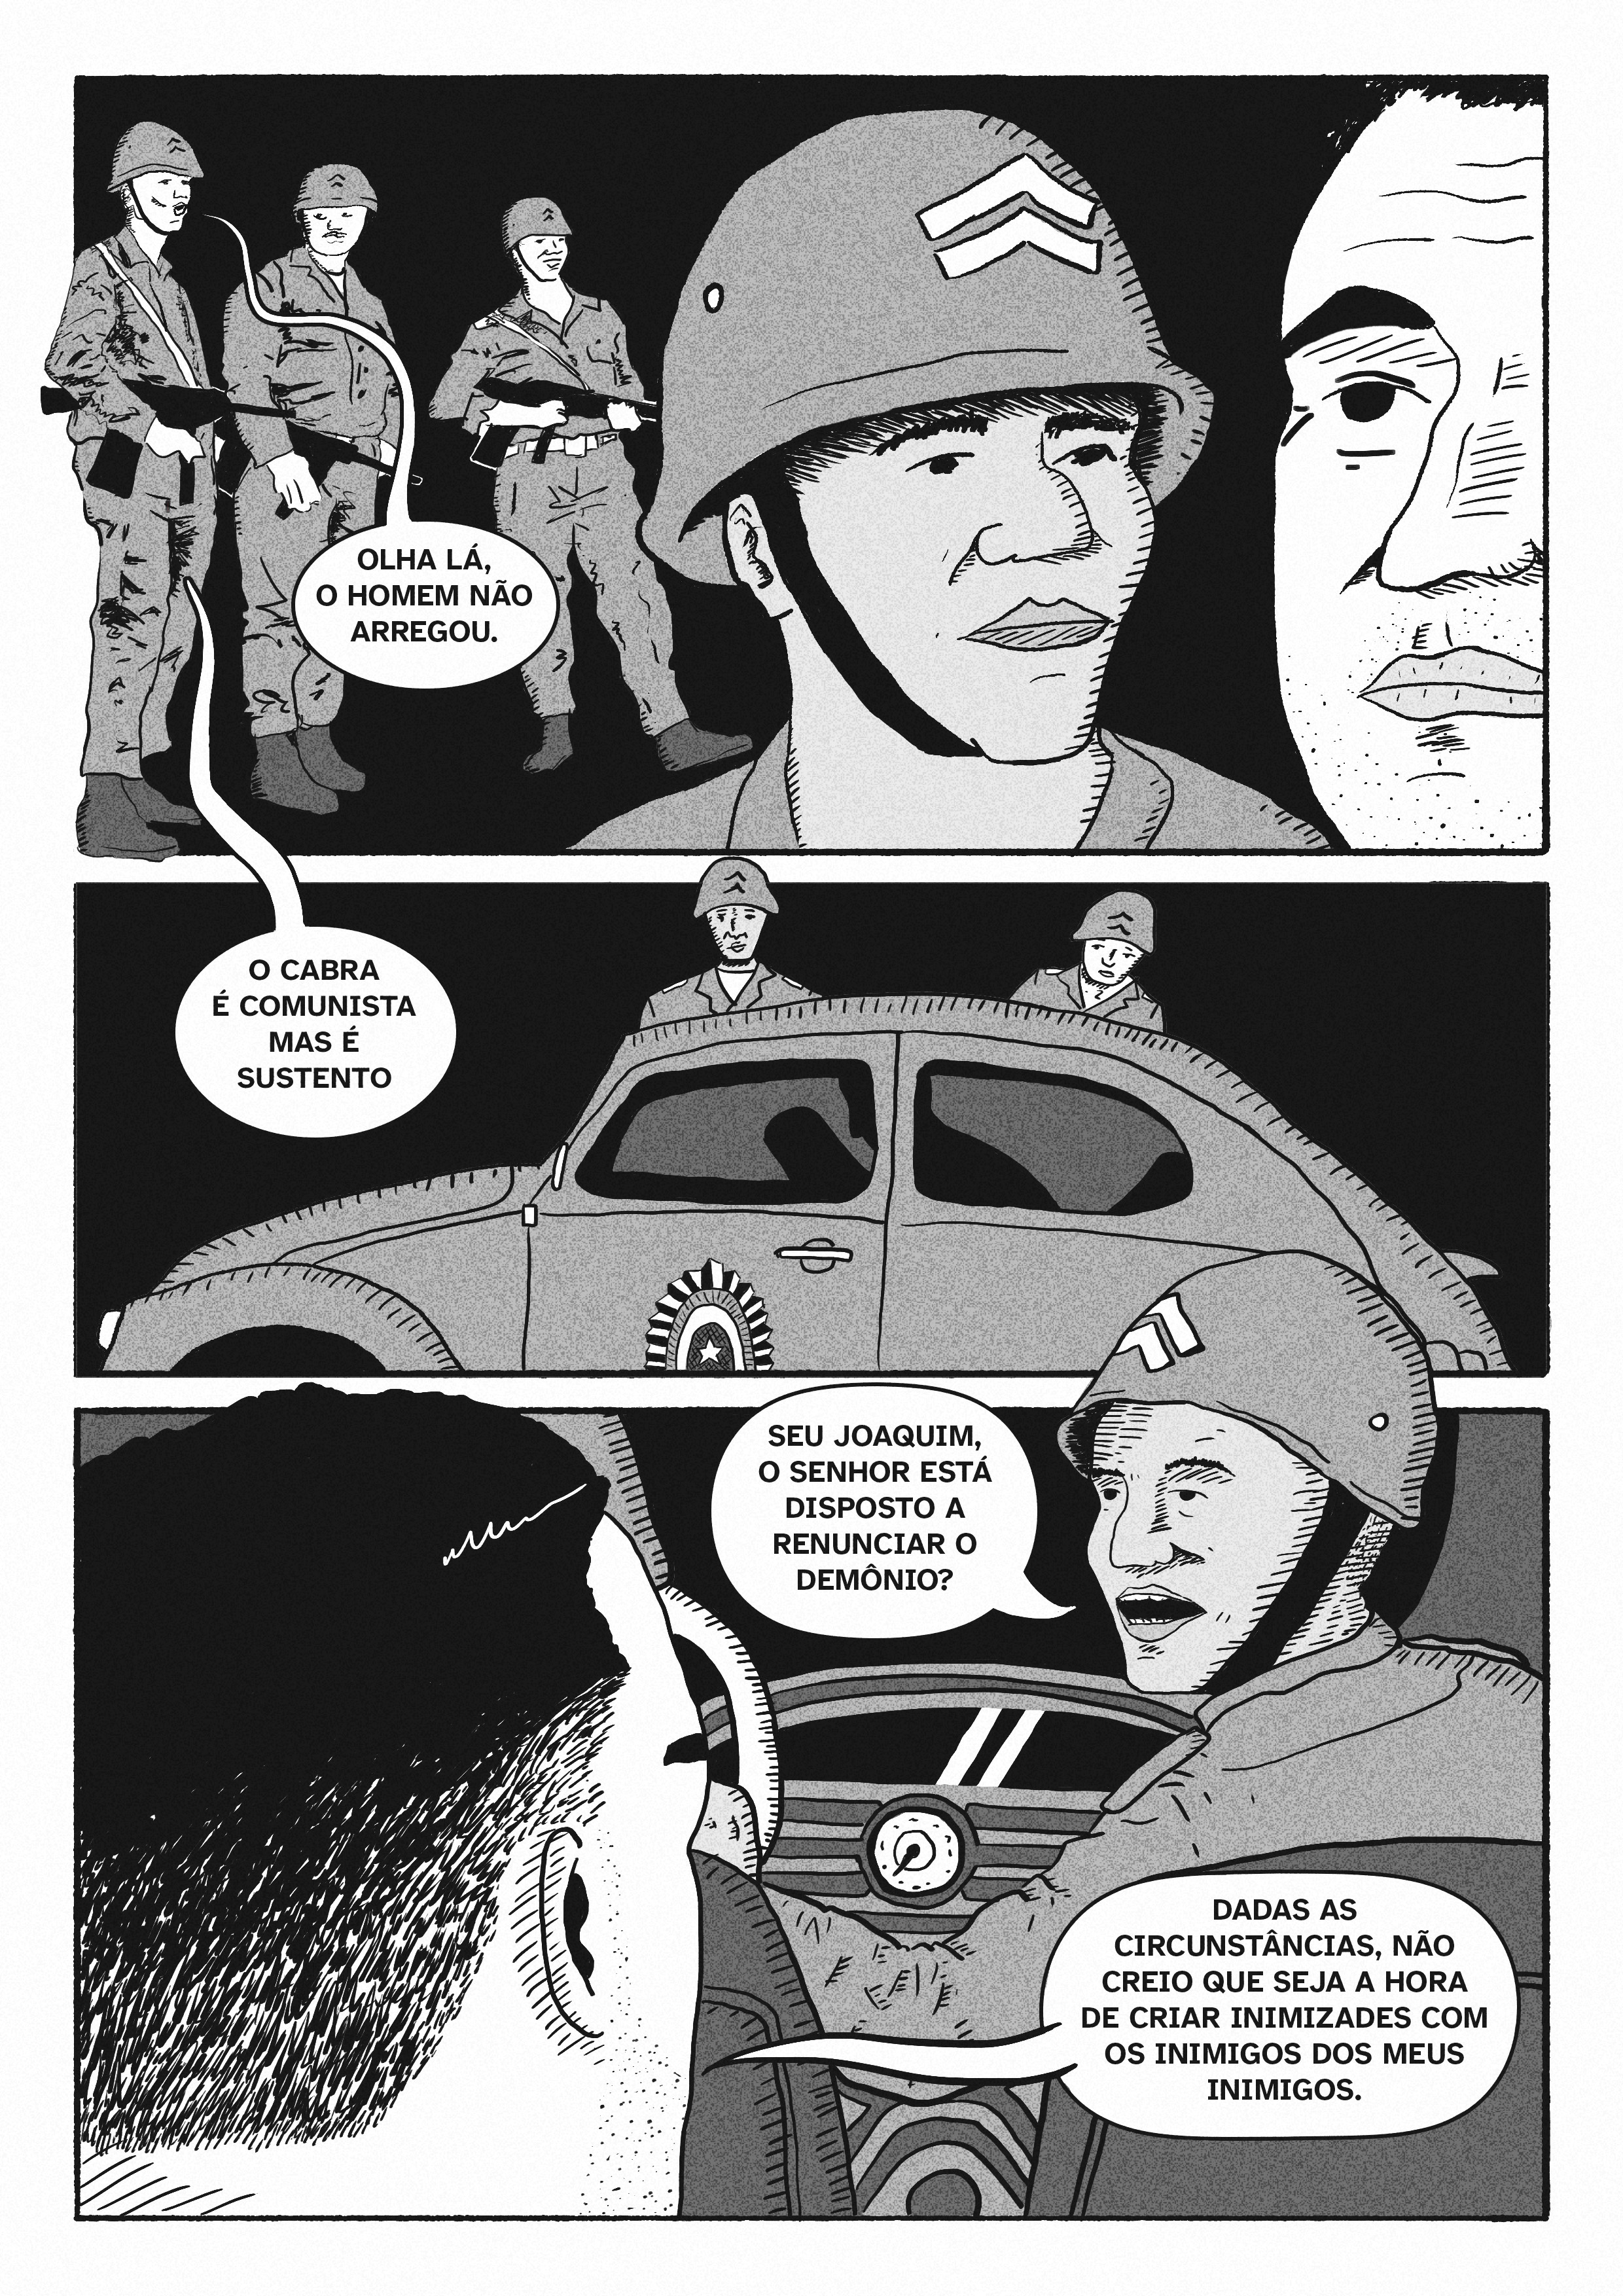 OLHA LÁ,
O HOMEM NÃO
ARREGOU.
O CABRA
É COMUNISTA
MAS É
SUSTENTO
SEU JOAQUIM,
O SENHOR ESTÁ
DISPOSTO A
RENUNCIAR O
DEMÔNIO?
DADAS AS
CIRCUNSTÂNCIAS, NÃO
CREIO QUE SEJA A HORA
DE CRIAR INIMIZADES COM
OS INIMIGOS DOS MEUS
INIMIGOS.